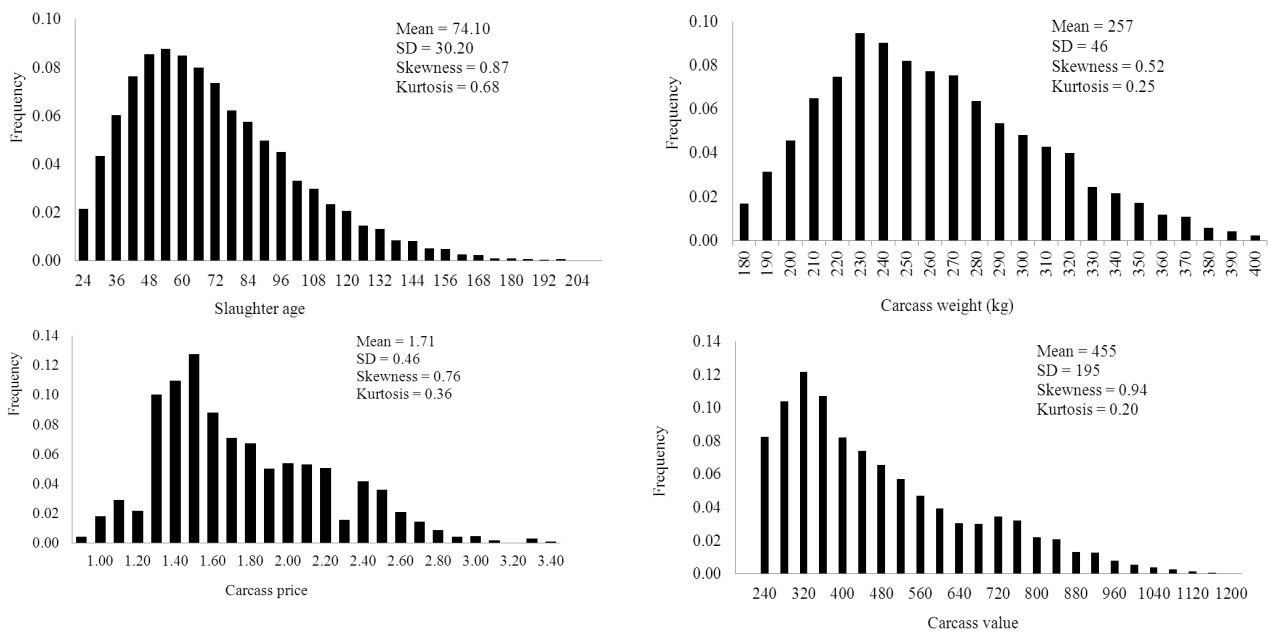 0.10
0.08
0.06
0.04
0.02
0.00
Frequency
Mean = 74.10
SD = 30.20
Skewness = 0.87
Kurtosis = 0.68
24 36 48 60 72 84 96 108 120 132 144 156 168 180 192 204
Slaughter age
0.10
0.08
0.06
0.04
0.02
0.00
Frequency
Mean = 257
SD = 46
Skewness = 0.52
Kurtosis = 0.25
180 190 200 210 220 230 240 250 260 270 280 290 300 310 320 330 340 350 360 370 380 390 400
Carcass weight (kg)
0.14
0.12
0.10
0.08
0.06
0.04
0.02
0.00
Frequency
Mean = 1.71
SD = 0.46
Skewness = 0.76
Kurtosis = 0.36
1.00 1.20 1.40 1.60 1.80 2.00 2.20 2.40 2.60 2.80 3.00 3.20 3.40
Carcass price
0.14
0.12
0.10
0.08
0.06
0.04
0.02
0.00
Frequency
Mean = 455
SD = 195
Skewness = 0.94
Kurtosis = 0.20
240 320 400 480 560 640 720 800 880 960 1040 1120 1200
Carcass value